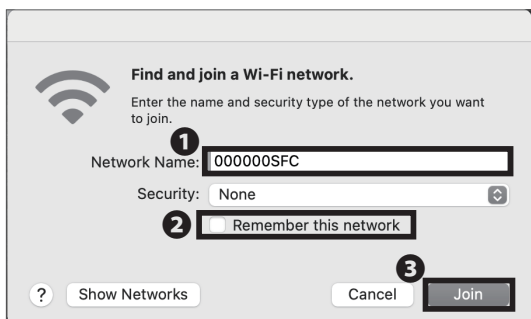 Find and join a Wi-Fi network.
Enter the name and security type of the network you want
to join.
1
Network Name: 000000SFC
Security: None
2 Remember this network
3
? Show Networks Cancel Join